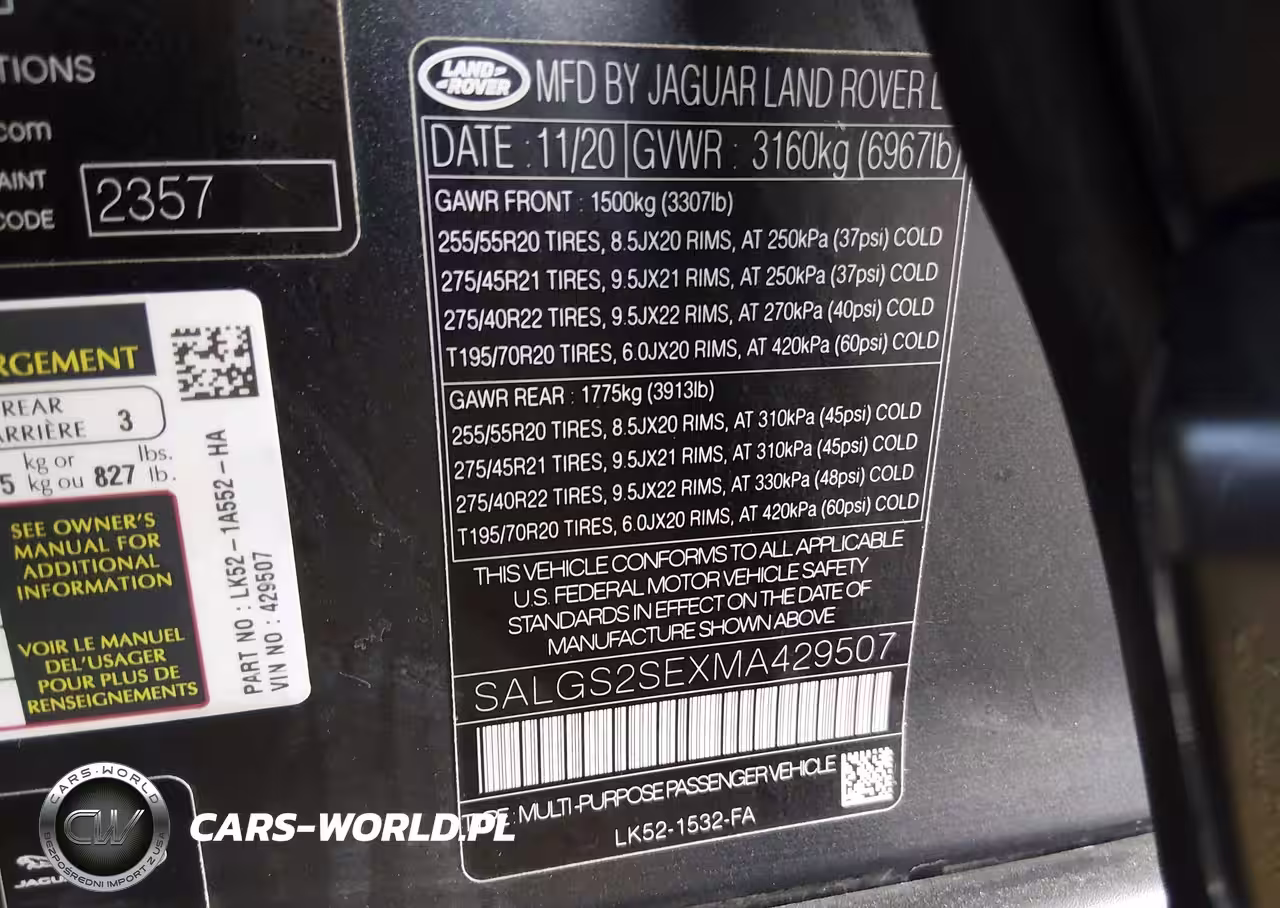 TIONS
com
AINT
CODE
2357
RGEMENT
REAR
ARRIÈRE
3
kg or
lbs.
5 kg ou 827 lb.
SEE OWNER'S
MANUAL FOR
ADDITIONAL
INFORMATION
VOIR LE MANUEL
DEL'USAGER
POUR PLUS DE
RENSEIGNEMENTS
PART NO : LK52-1A552-HA
VIN NO : 429507
LAND
ROVER
MFD BY JAGUAR LAND ROVER L
DATE : 11/20
GVWR : 3160kg (6967lb)
GAWR FRONT : 1500kg (3307lb)
255/55R20 TIRES, 8.5JX20 RIMS, AT 250kPa (37psi) COLD
275/45R21 TIRES, 9.5JX21 RIMS, AT 250kPa (37psi) COLD
275/40R22 TIRES, 9.5JX22 RIMS, AT 270kPa (40psi) COLD
T195/70R20 TIRES, 6.0JX20 RIMS, AT 420kPa (60psi) COLD
GAWR REAR : 1775kg (3913lb)
255/55R20 TIRES, 8.5JX20 RIMS, AT 310kPa (45psi) COLD
275/45R21 TIRES, 9.5JX21 RIMS, AT 310kPa (45psi) COLD
275/40R22 TIRES, 9.5JX22 RIMS, AT 330kPa (48psi) COLD
T195/70R20 TIRES, 6.0JX20 RIMS, AT 420kPa (60psi) COLD
THIS VEHICLE CONFORMS TO ALL APPLICABLE
U.S. FEDERAL MOTOR VEHICLE SAFETY
STANDARDS IN EFFECT ON THE DATE OF
MANUFACTURE SHOWN ABOVE
SALGS2SEXMA429507
TYPE : MULTI-PURPOSE PASSENGER VEHICLE
LK52-1532-FA
CARS-WORLD
CW
BEZPOŚREDNI IMPORT Z USA
CARS-WORLD.PL
JAGU